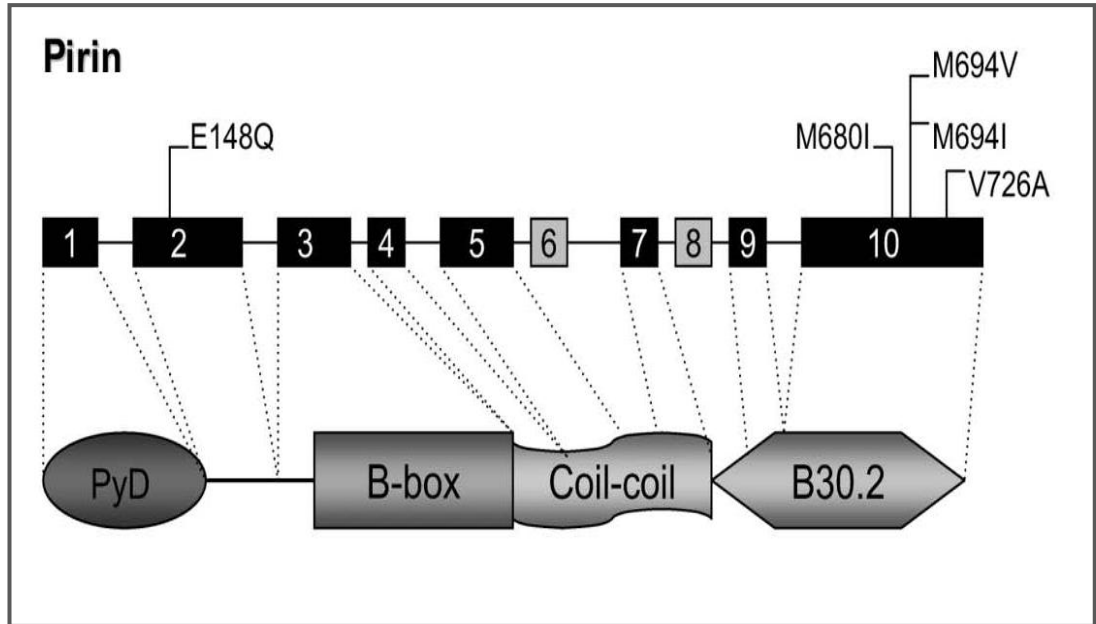 Pirin
M694V
E148Q
M680I
M694I
V726A
1 2 3 4 5 6 7 8 9 10
PyD B-box Coil-coil B30.2